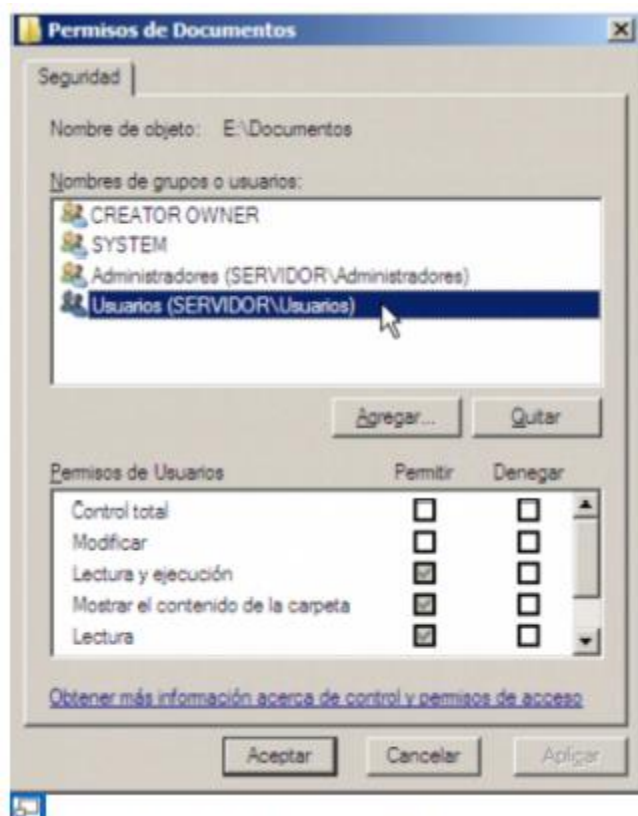 Permisos de Documentos
Seguridad
Nombre de objeto: E:\Documentos
Nombres de grupos o usuarios:
CREATOR OWNER
SYSTEM
Administradores (SERVIDOR\Administradores)
Usuarios (SERVIDOR\Usuarios)
Agregar... Quitar
Permisos de Usuarios Permitir Denegar
Control total
Modificar
Lectura y ejecución
Mostrar el contenido de la carpeta
Lectura
Obtener más información acerca de control y permisos de acceso
Aceptar Cancelar Aplicar